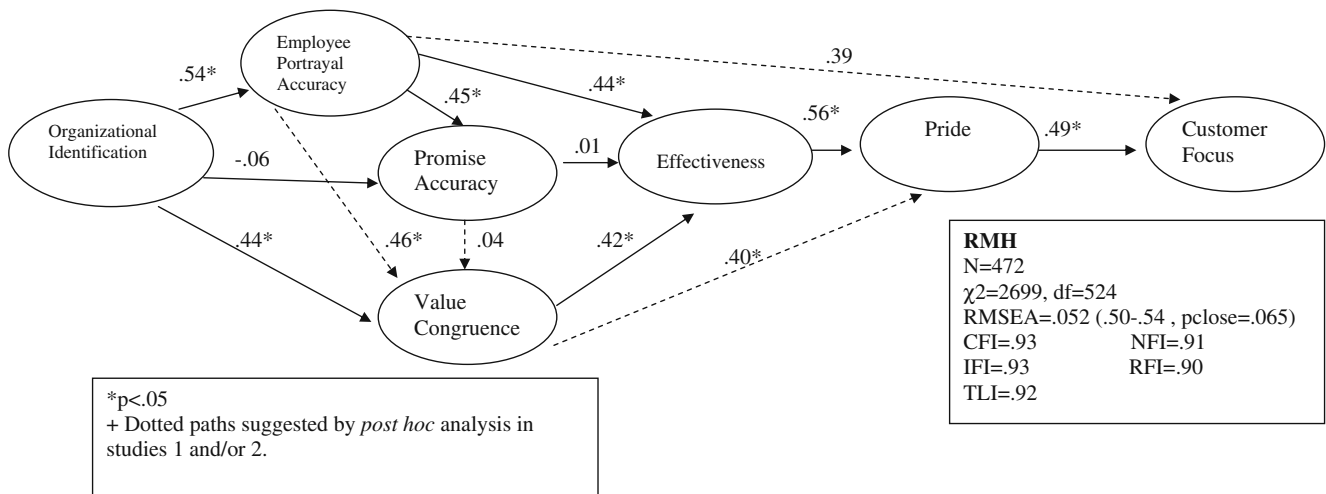 Employee
Portrayal
Accuracy
.54*
.39
.44*
.45*
.56*
Organizational
Identification
Pride
.49*
Customer
Focus
-.06
Promise
Accuracy
.01
Effectiveness
.44*
.46*
.04
.42*
.40*
Value
Congruence
RMH
N=472
χ2=2699, df=524
RMSEA=.052 (.50-.54 , pclose=.065)
CFI=.93 NFI=.91
IFI=.93 RFI=.90
TLI=.92
*p<.05
+ Dotted paths suggested by post hoc analysis in
studies 1 and/or 2.